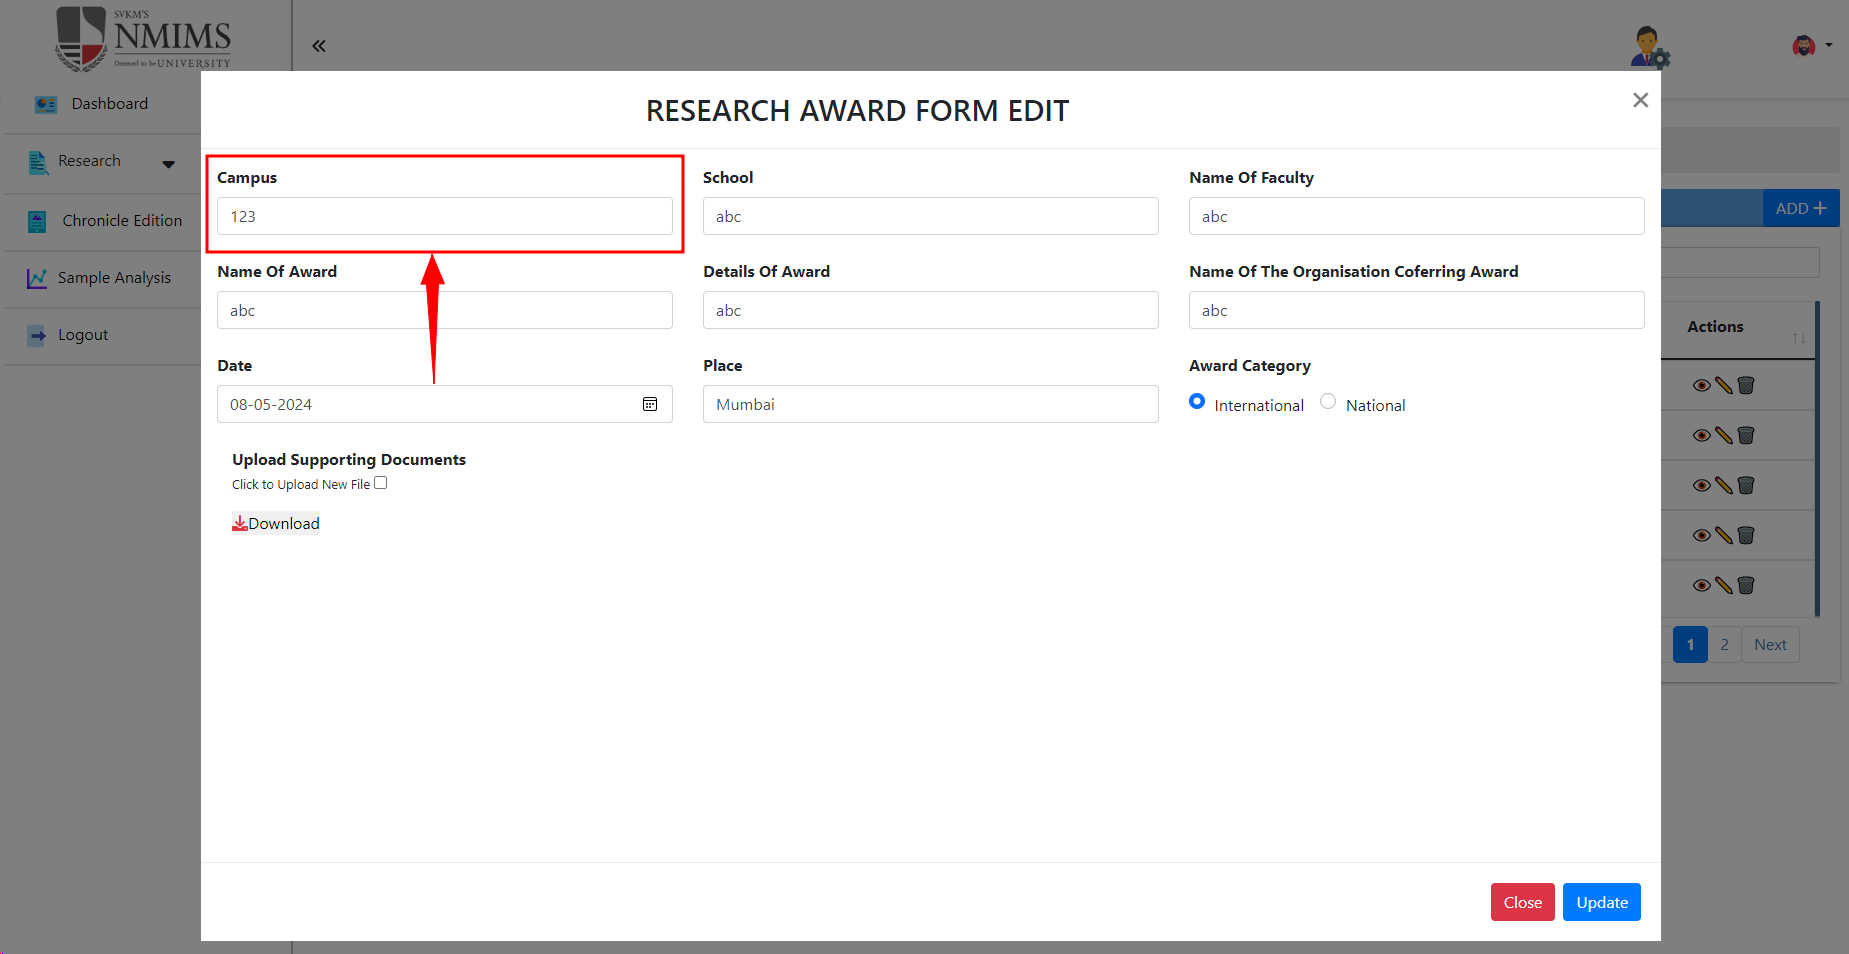 SVKM'S
NMIMS
Deemed to be UNIVERSITY
Dashboard
Research
Chronicle Edition
Sample Analysis
Logout
RESEARCH AWARD FORM EDIT
Campus
School
Name Of Faculty
123
abc
abc
Name Of Award
Details Of Award
Name Of The Organisation Coferring Award
abc
abc
abc
Date
Place
Award Category
08-05-2024
Mumbai
International
National
Upload Supporting Documents
Click to Upload New File
Download
Close
Update
ADD
Actions
1
2
Next